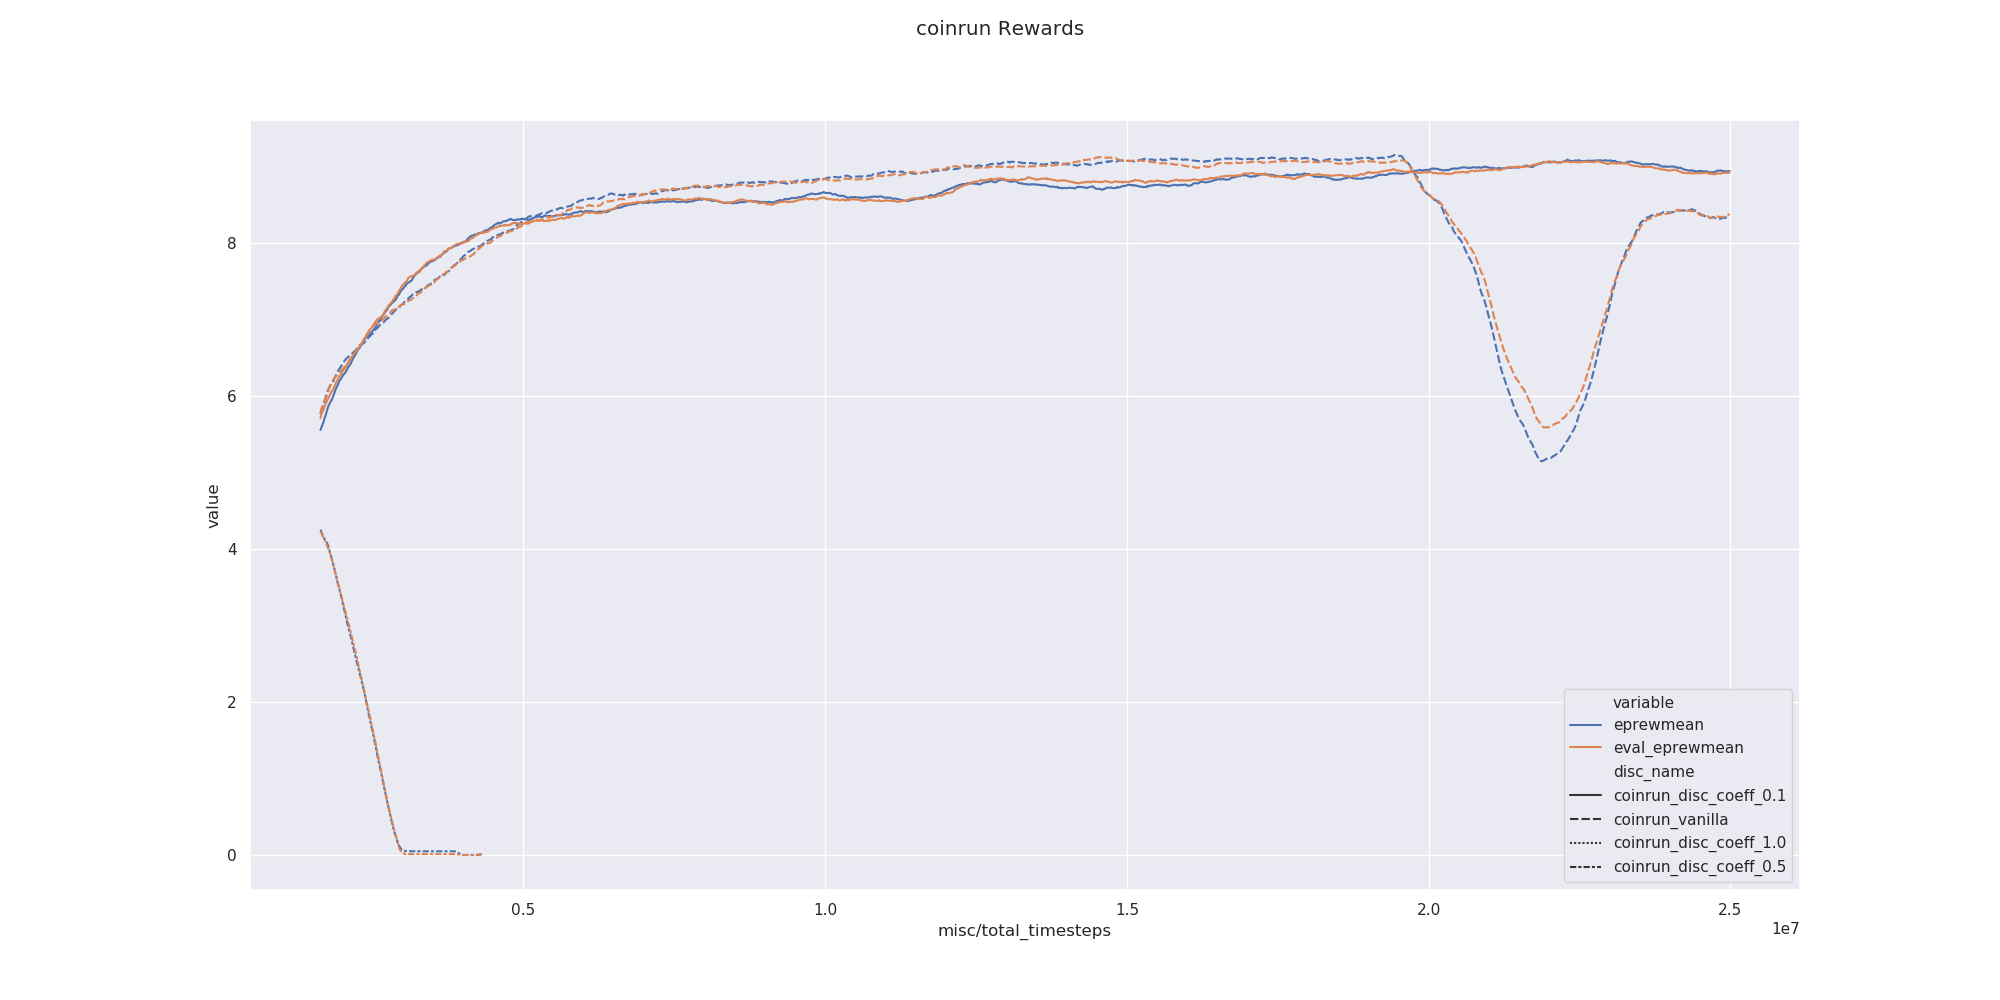 coinrun Rewards
8
6
4
2
0
value
0.5
1.0
1.5
2.0
2.5
1e7
misc/total_timesteps
variable
eprewmean
eval_eprewmean
disc_name
coinrun_disc_coeff_0.1
coinrun_vanilla
coinrun_disc_coeff_1.0
coinrun_disc_coeff_0.5